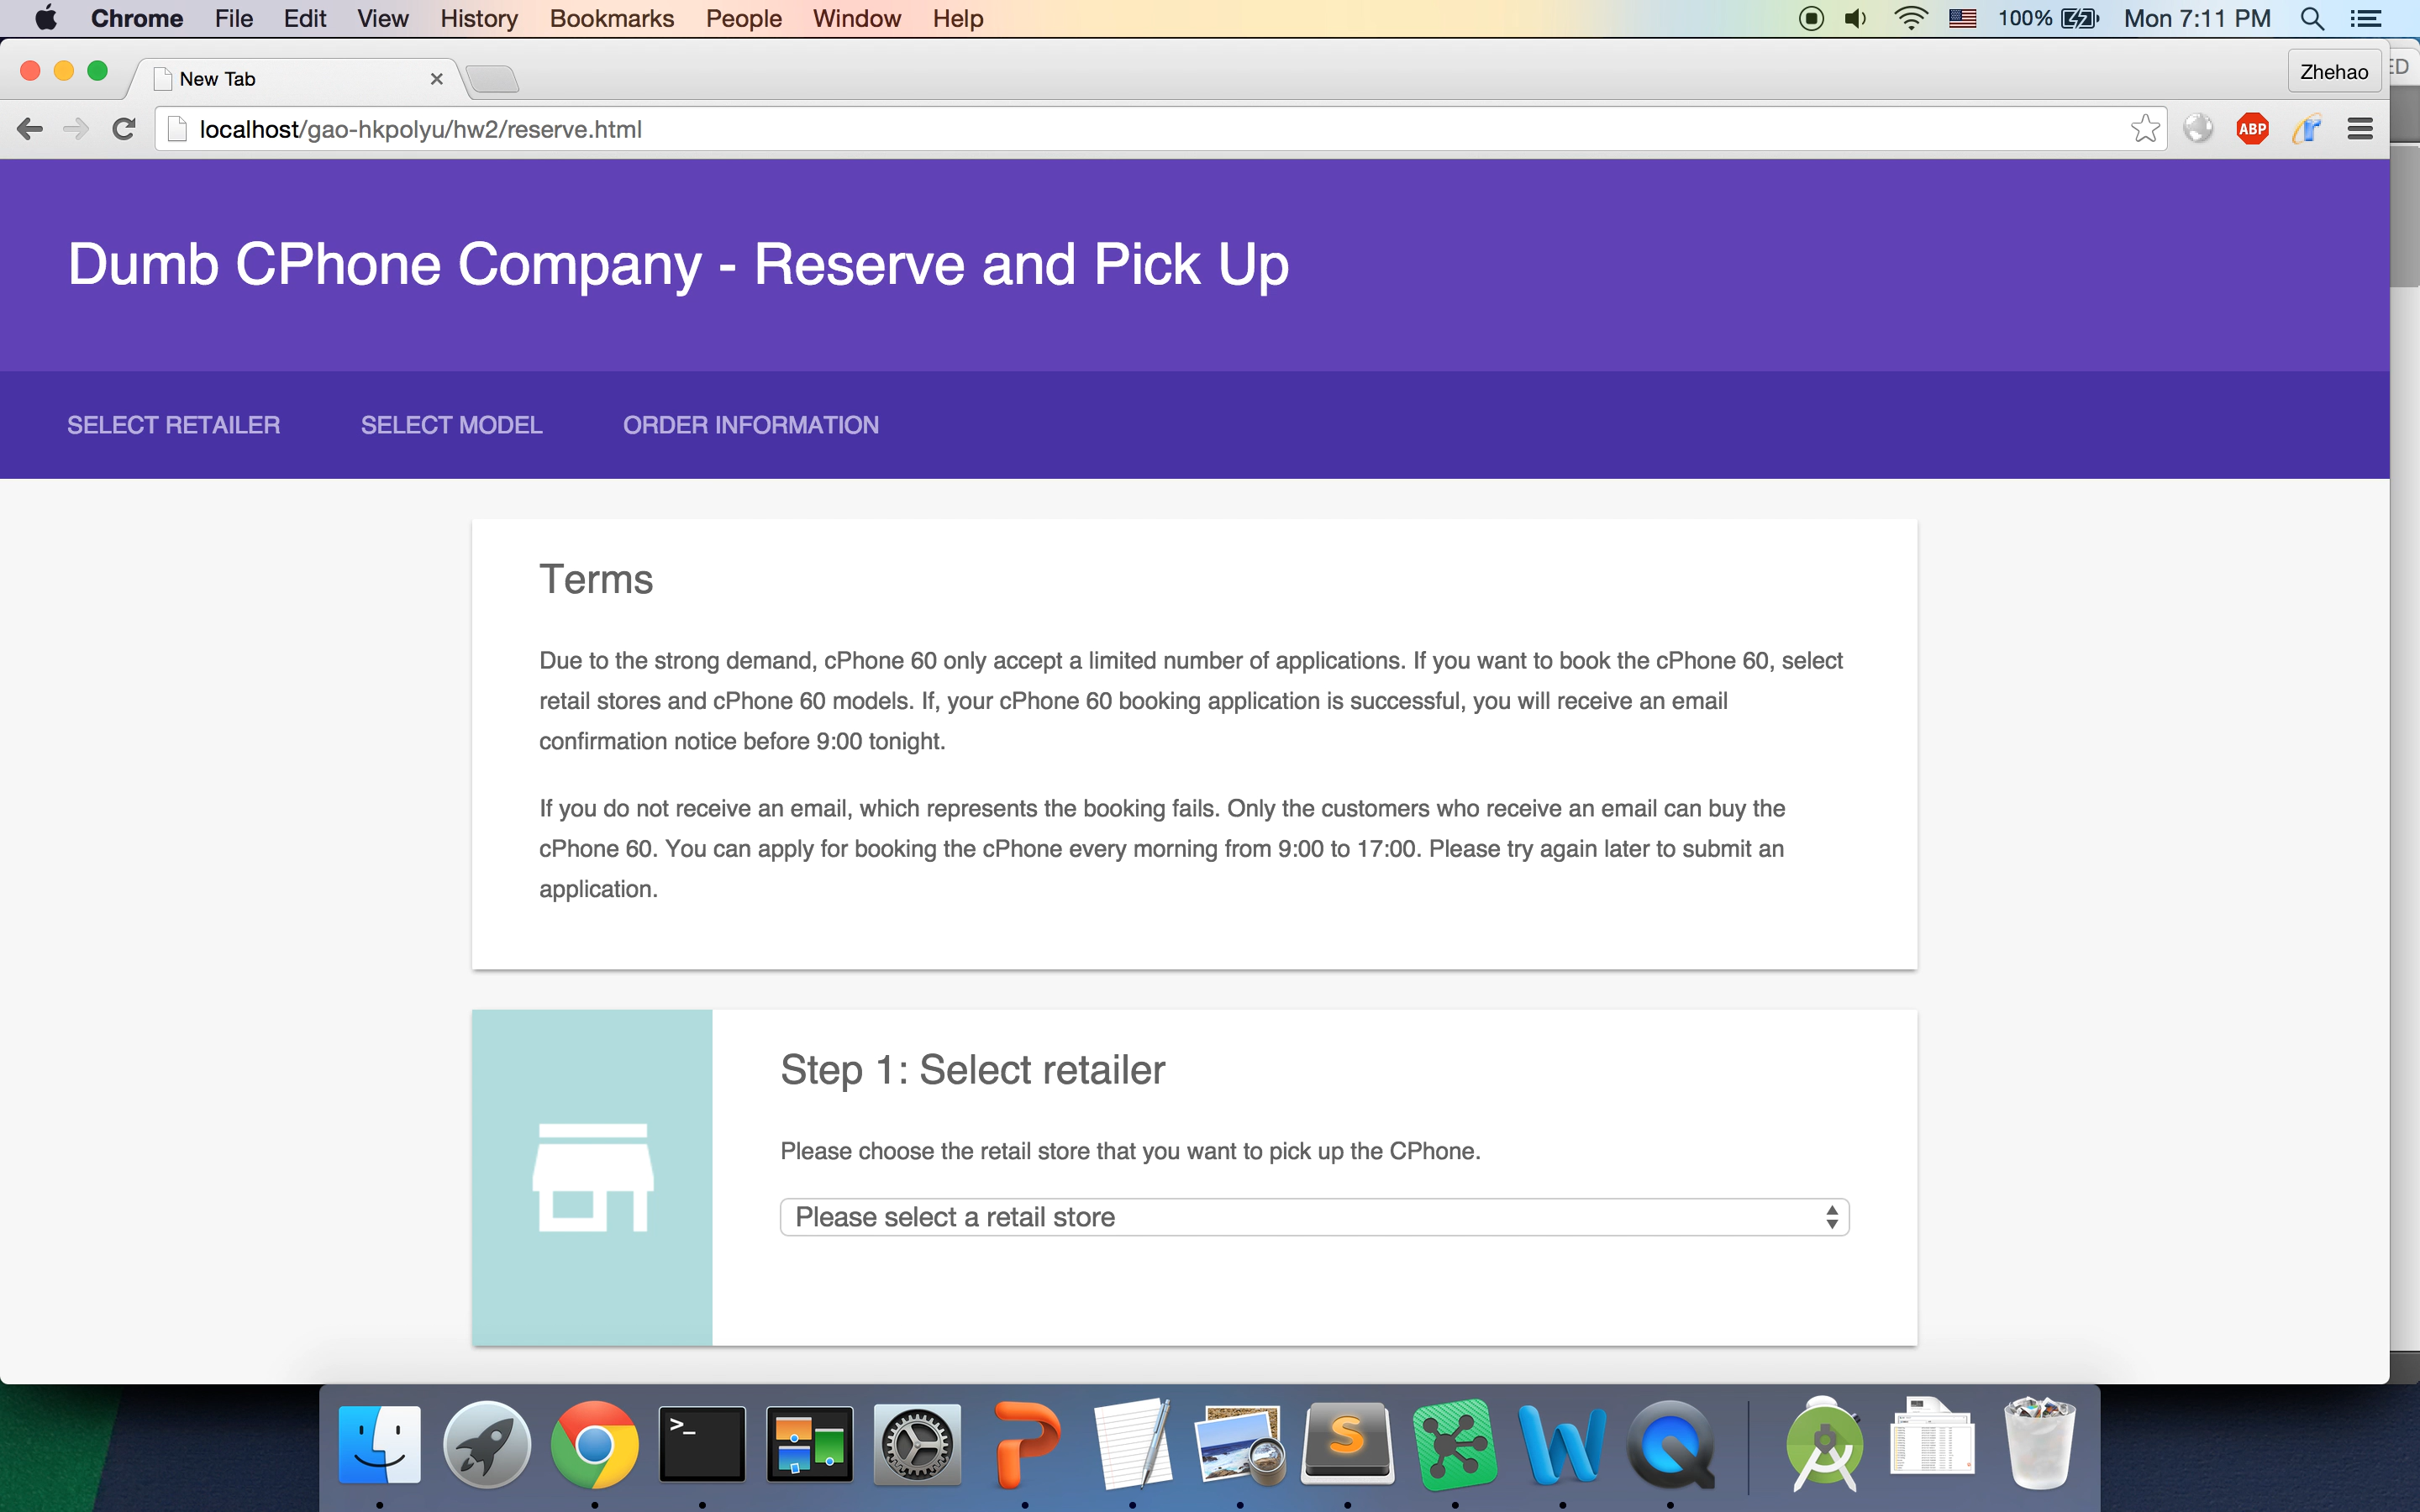 Chrome File Edit View History Bookmarks People Window Help 100% Mon 7:11 PM
New Tab Zhehao ED
localhost/gao-hkpolyu/hw2/reserve.html ABP
Dumb CPhone Company - Reserve and Pick Up
SELECT RETAILER SELECT MODEL ORDER INFORMATION
Terms
Due to the strong demand, cPhone 60 only accept a limited number of applications. If you want to book the cPhone 60, select
retail stores and cPhone 60 models. If, your cPhone 60 booking application is successful, you will receive an email
confirmation notice before 9:00 tonight.
If you do not receive an email, which represents the booking fails. Only the customers who receive an email can buy the
cPhone 60. You can apply for booking the cPhone every morning from 9:00 to 17:00. Please try again later to submit an
application.
Step 1: Select retailer
Please choose the retail store that you want to pick up the CPhone.
Please select a retail store